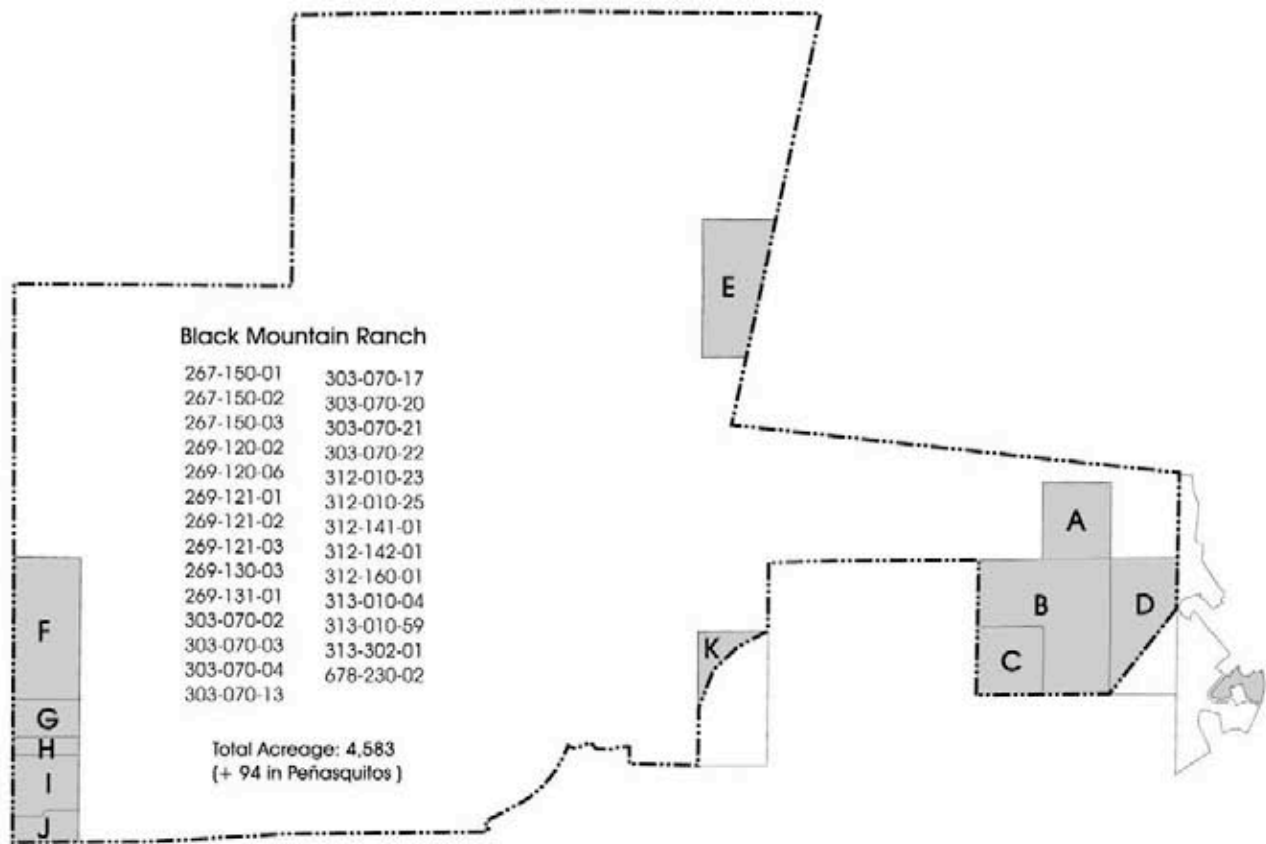 Black Mountain Ranch
267-150-01
267-150-02
267-150-03
269-120-02
269-120-06
269-121-01
269-121-02
269-121-03
269-130-03
269-131-01
303-070-02
303-070-03
303-070-04
303-070-13
303-070-17
303-070-20
303-070-21
303-070-22
312-010-23
312-010-25
312-141-01
312-142-01
312-160-01
313-010-04
313-010-59
313-302-01
678-230-02
Total Acreage: 4,583
(+ 94 in Peñasquitos )
E
A
B
D
C
K
F
G
H
I
J